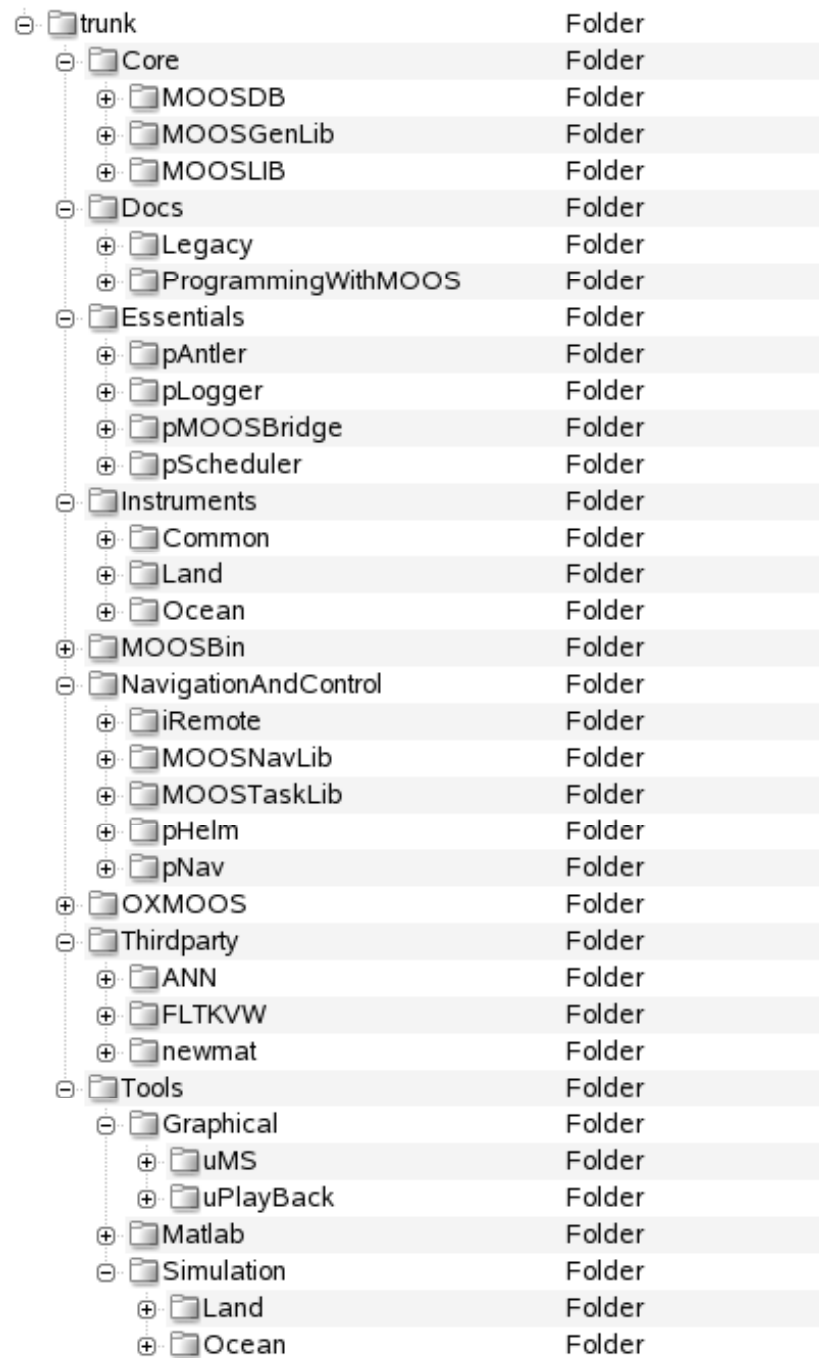 trunk Folder
Core Folder
MOOSDB Folder
MOOSGenLib Folder
MOOSLIB Folder
Docs Folder
Legacy Folder
ProgrammingWithMOOS Folder
Essentials Folder
pAntler Folder
pLogger Folder
pMOOSBridge Folder
pScheduler Folder
Instruments Folder
Common Folder
Land Folder
Ocean Folder
MOOSBin Folder
NavigationAndControl Folder
iRemote Folder
MOOSNavLib Folder
MOOSTaskLib Folder
pHelm Folder
pNav Folder
OXMOOS Folder
Thirdparty Folder
ANN Folder
FLTKVW Folder
newmat Folder
Tools Folder
Graphical Folder
uMS Folder
uPlayBack Folder
Matlab Folder
Simulation Folder
Land Folder
Ocean Folder